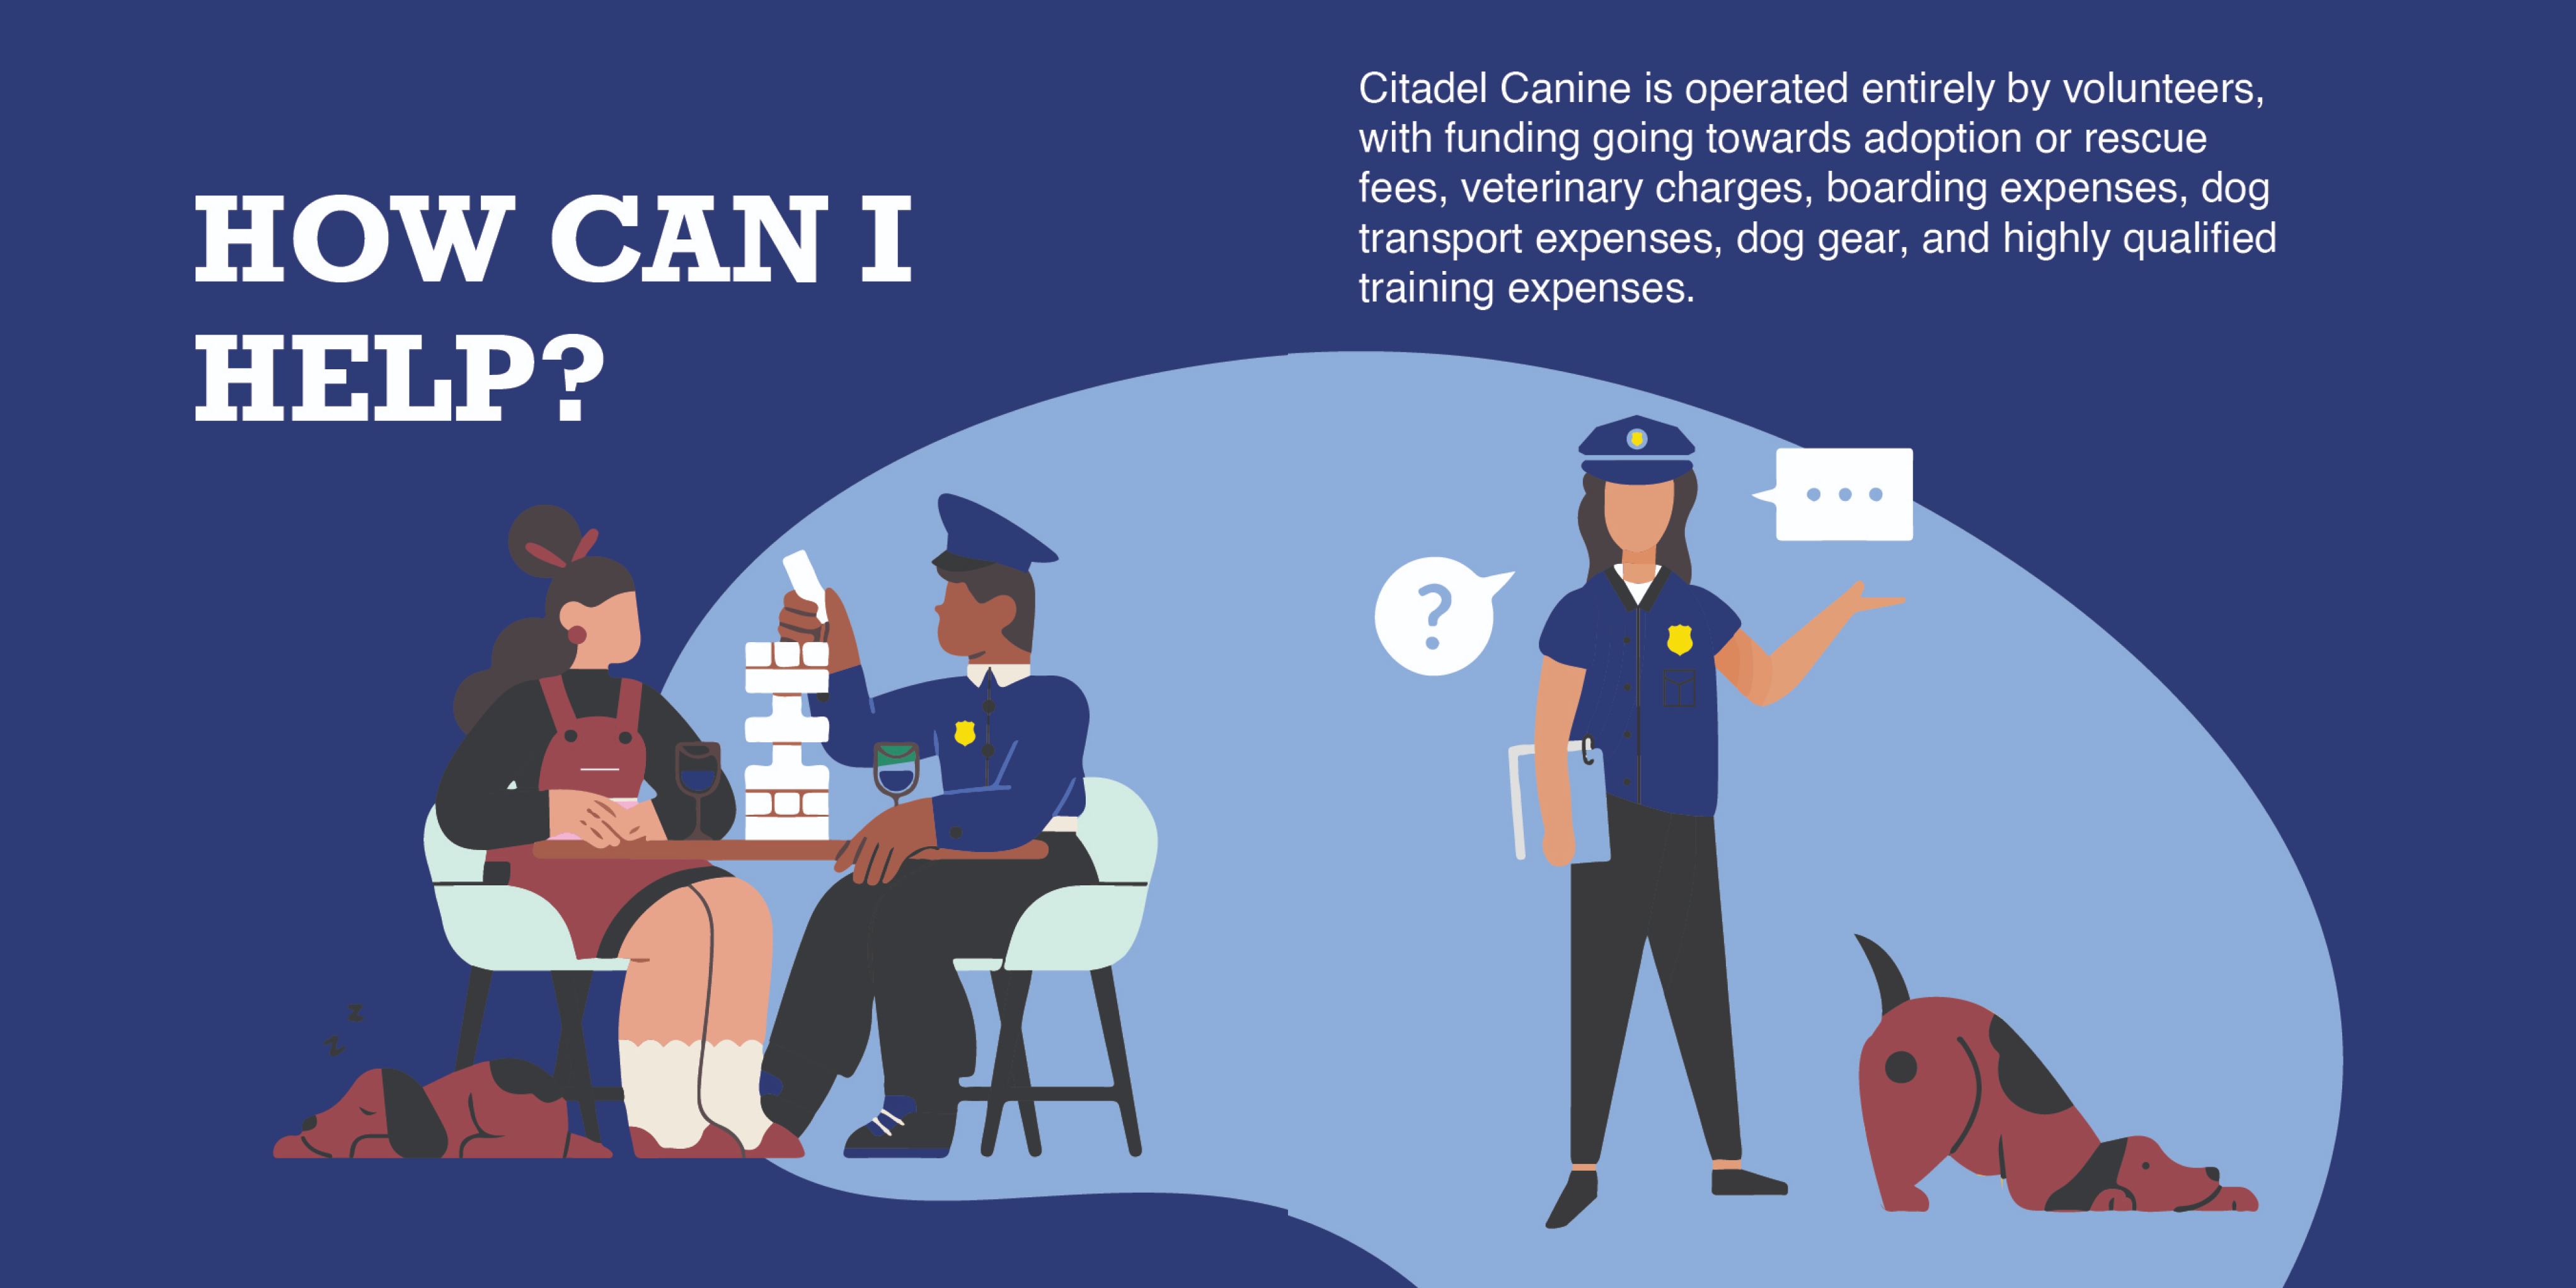 HOW CAN I
HELP?
Citadel Canine is operated entirely by volunteers,
with funding going towards adoption or rescue
fees, veterinary charges, boarding expenses, dog
transport expenses, dog gear, and highly qualified
training expenses.
?
z
z